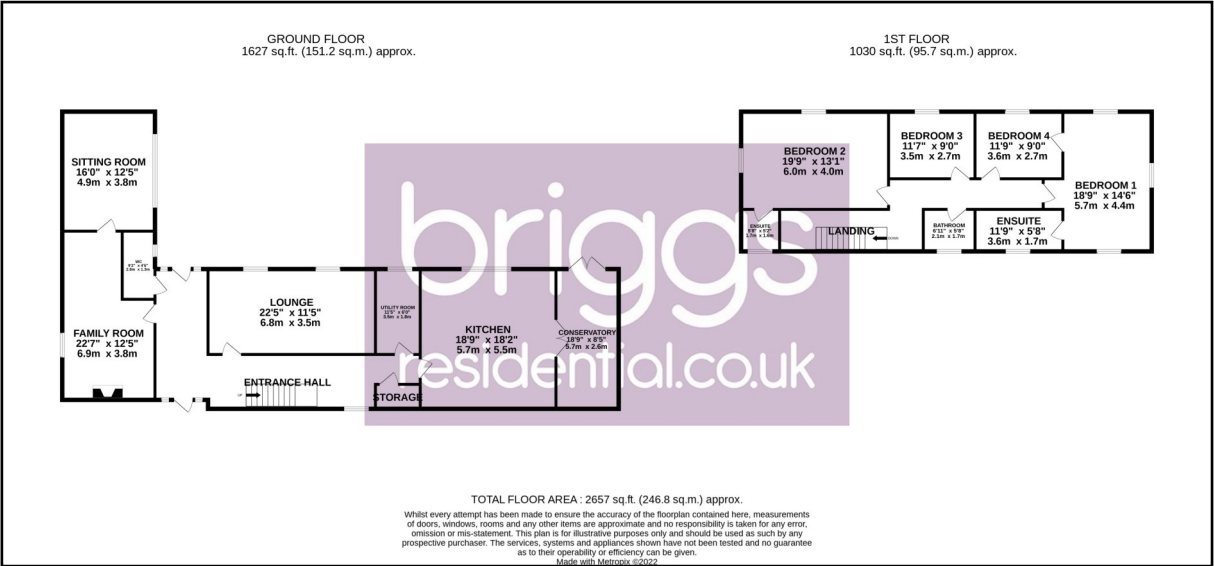 GROUND FLOOR
1627 sq.ft. (151.2 sq.m.) approx.
1ST FLOOR
1030 sq.ft. (95.7 sq.m.) approx.
SITTING ROOM
16'0" x 12'5"
4.9m x 3.8m
WC
FAMILY ROOM
22'7" x 12'5"
6.9m x 3.8m
LOUNGE
22'5" x 11'5"
6.8m x 3.5m
UTILITY ROOM
KITCHEN
18'9" x 18'2"
5.7m x 5.5m
CONSERVATORY
18'9" x 8'5"
5.7m x 2.6m
ENTRANCE HALL
UP
STORAGE
BEDROOM 2
19'9" x 13'1"
6.0m x 4.0m
BEDROOM 3
11'7" x 9'0"
3.5m x 2.7m
BEDROOM 4
11'9" x 9'0"
3.6m x 2.7m
BEDROOM 1
18'9" x 14'6"
5.7m x 4.4m
ENSUITE
LANDING
DOWN
BATHROOM
6'11" x 5'8"
2.1m x 1.7m
ENSUITE
11'9" x 5'8"
3.6m x 1.7m
briggs
residential.co.uk
TOTAL FLOOR AREA : 2657 sq.ft. (246.8 sq.m.) approx.
Whilst every attempt has been made to ensure the accuracy of the floorplan contained here, measurements
of doors, windows, rooms and any other items are approximate and no responsibility is taken for any error,
omission or mis-statement. This plan is for illustrative purposes only and should be used as such by any
prospective purchaser. The services, systems and appliances shown have not been tested and no guarantee
as to their operability or efficiency can be given.
Made with Metropix ©2022